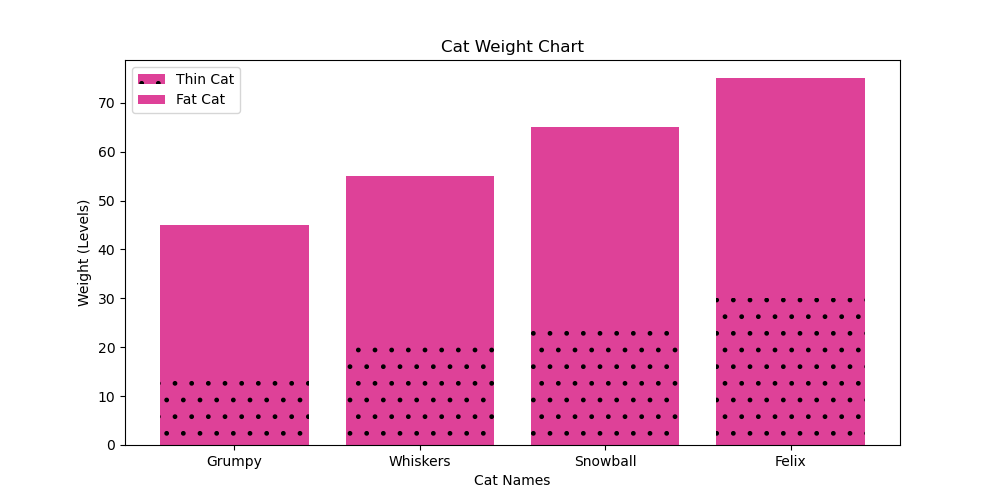 Cat Weight Chart
Thin Cat
Fat Cat
Weight (Levels)
70
60
50
40
30
20
10
0
Grumpy Whiskers Snowball Felix
Cat Names